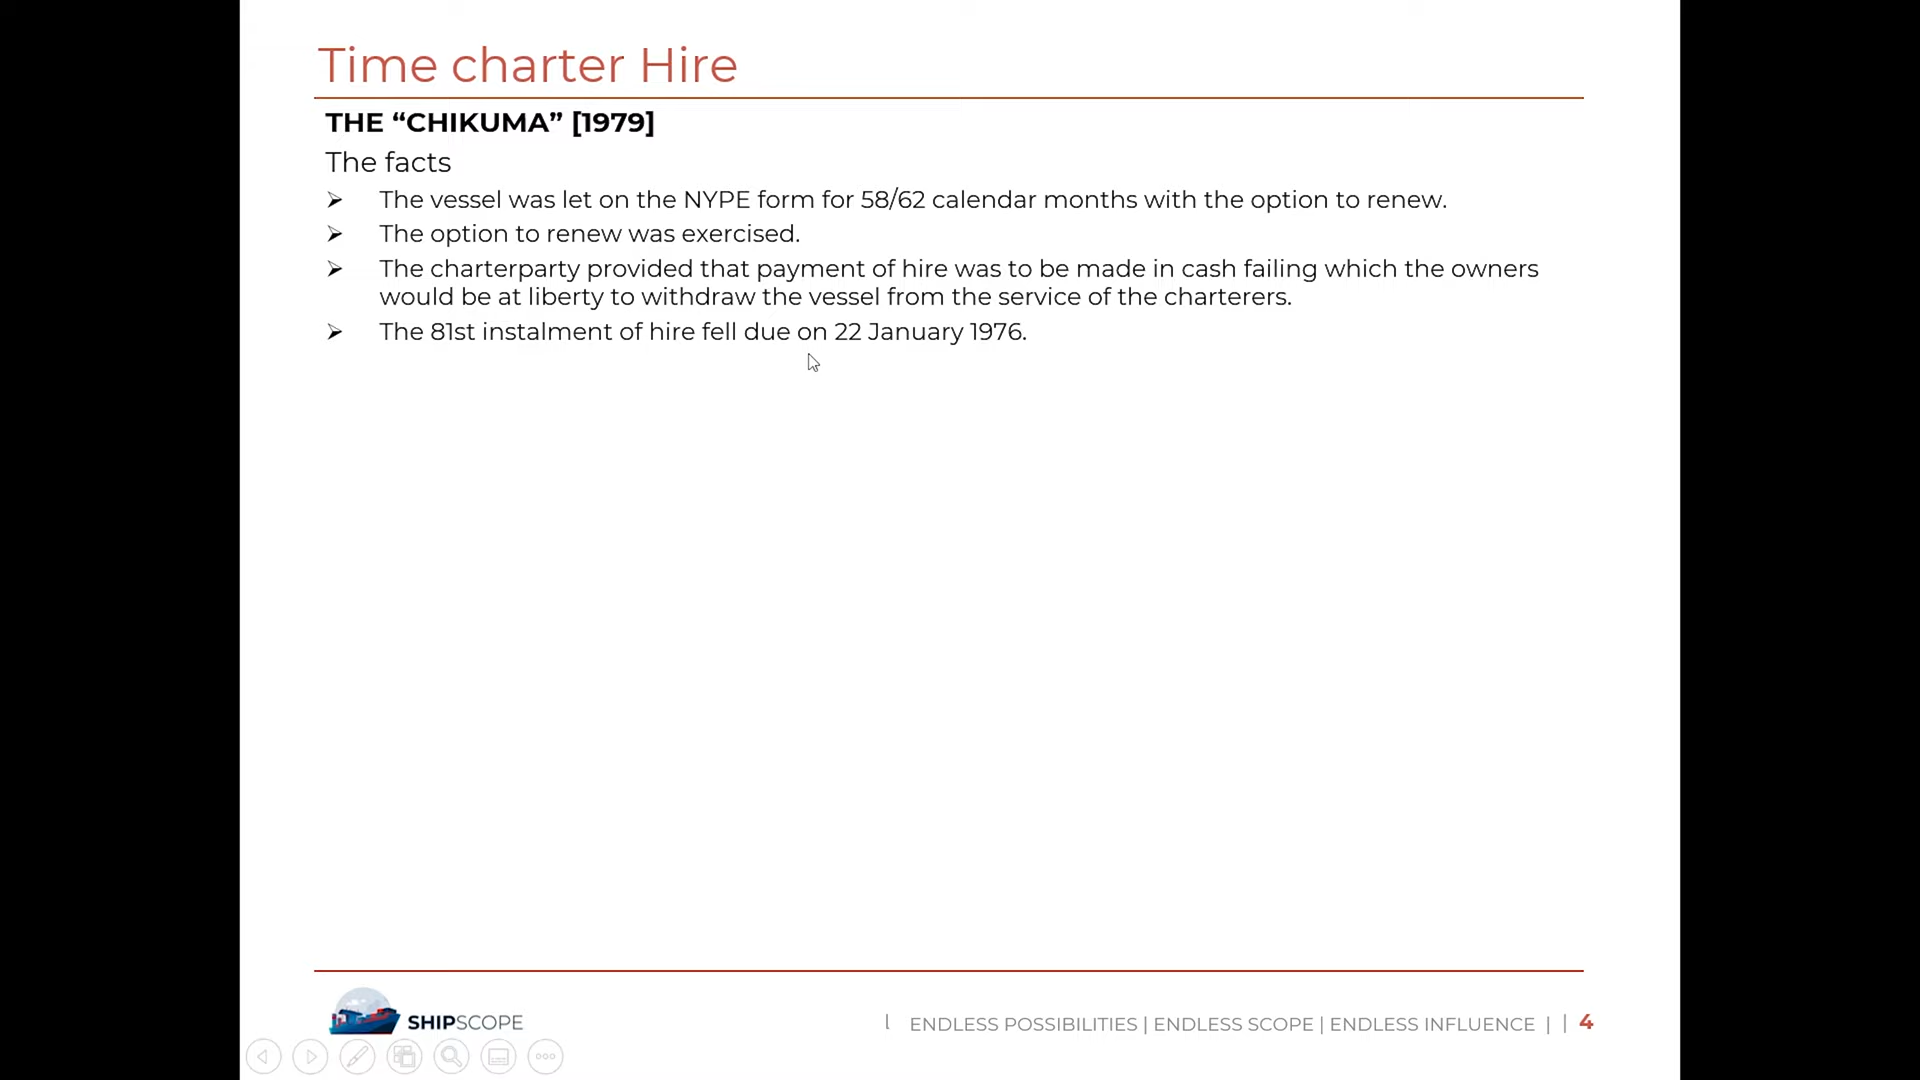 Time charter Hire
THE “CHIKUMA” [1979]
The facts
➢ The vessel was let on the NYPE form for 58/62 calendar months with the option to renew.
➢ The option to renew was exercised.
➢ The charterparty provided that payment of hire was to be made in cash failing which the owners
would be at liberty to withdraw the vessel from the service of the charterers.
➢ The 81st instalment of hire fell due on 22 January 1976.
SHIPSCOPE
l ENDLESS POSSIBILITIES | ENDLESS SCOPE | ENDLESS INFLUENCE | | 4